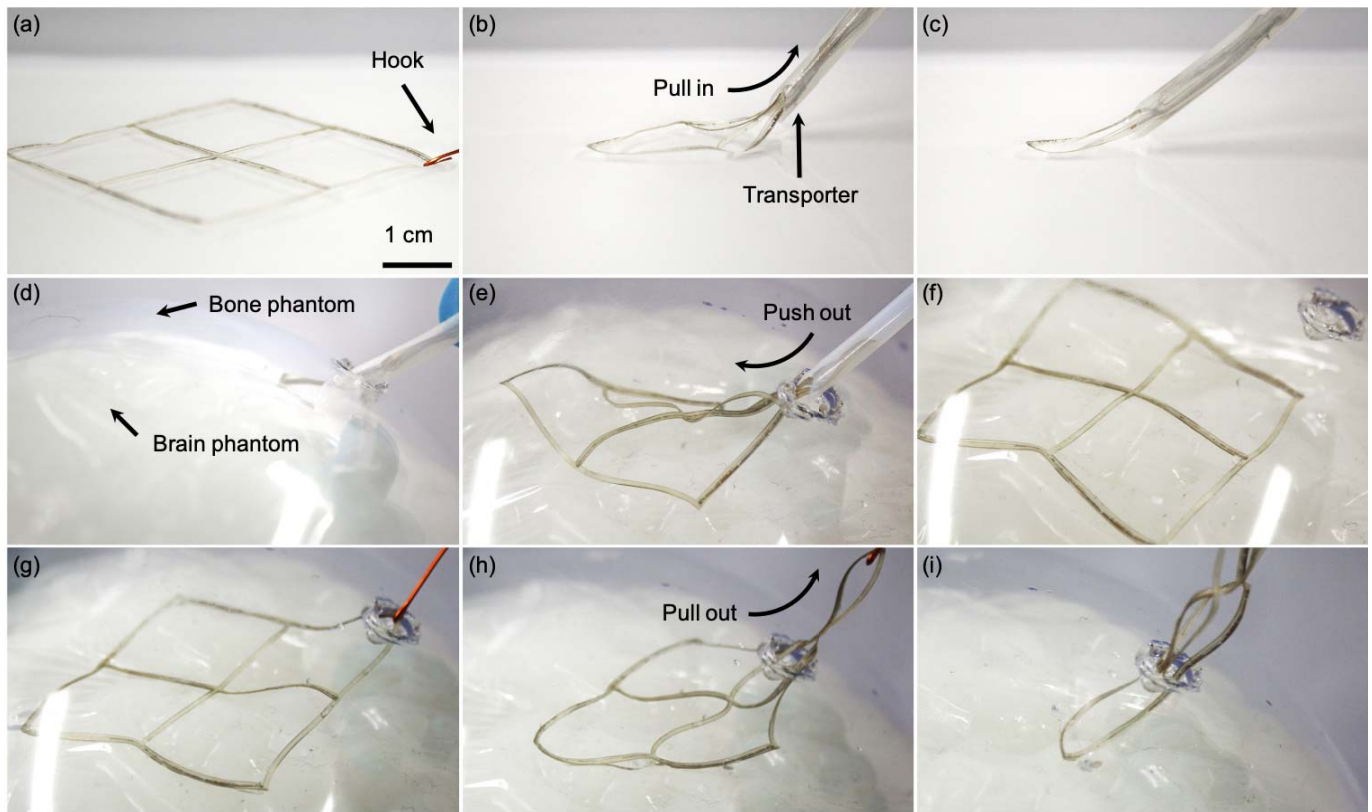 (a)
Hook
1 cm
(b)
Pull in
Transporter
(c)
(d)
Bone phantom
Brain phantom
(e)
Push out
(f)
(g)
(h)
Pull out
(i)